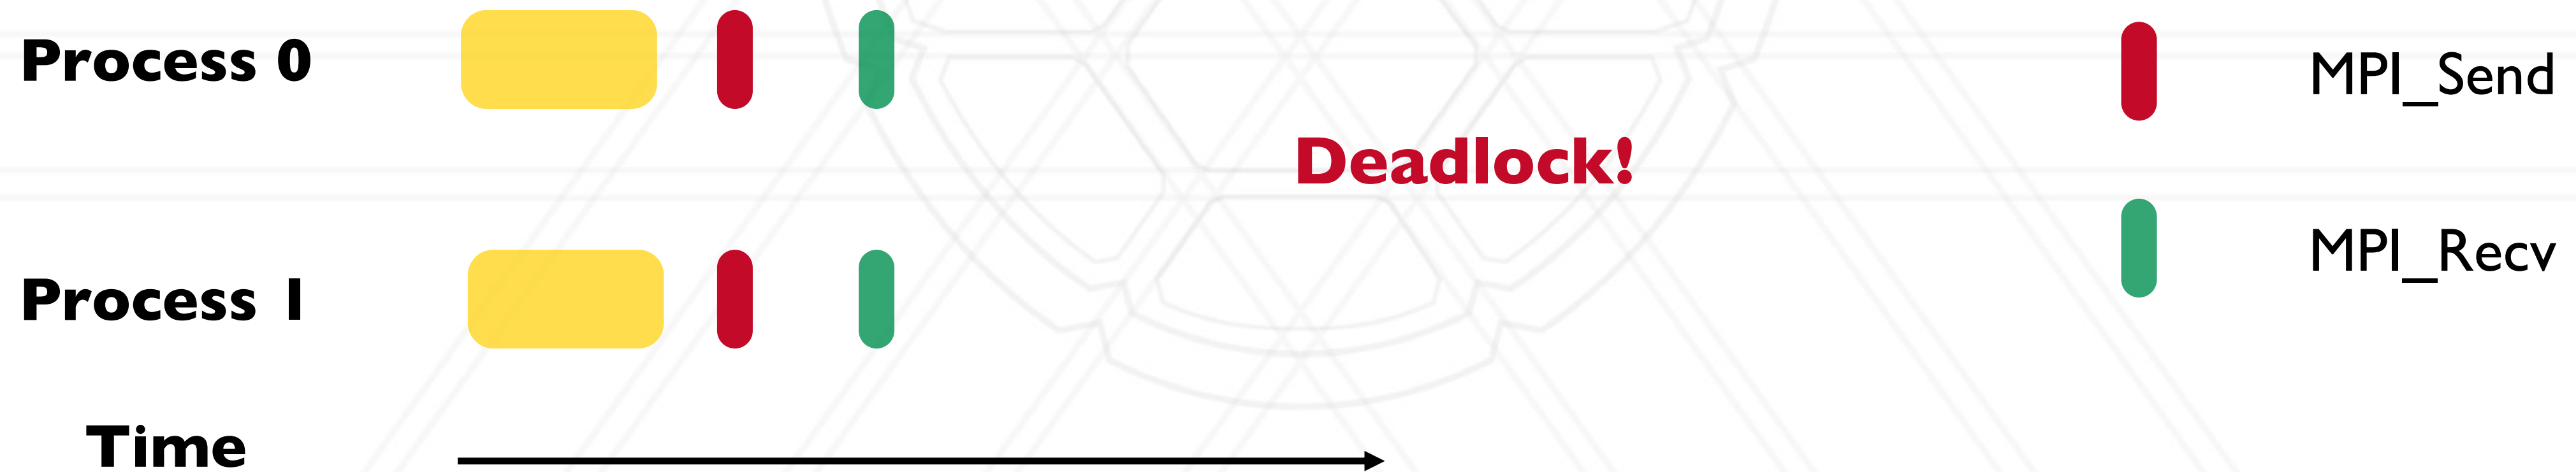 Process 0
MPI_Send
Deadlock!
MPI_Recv
Process 1
Time